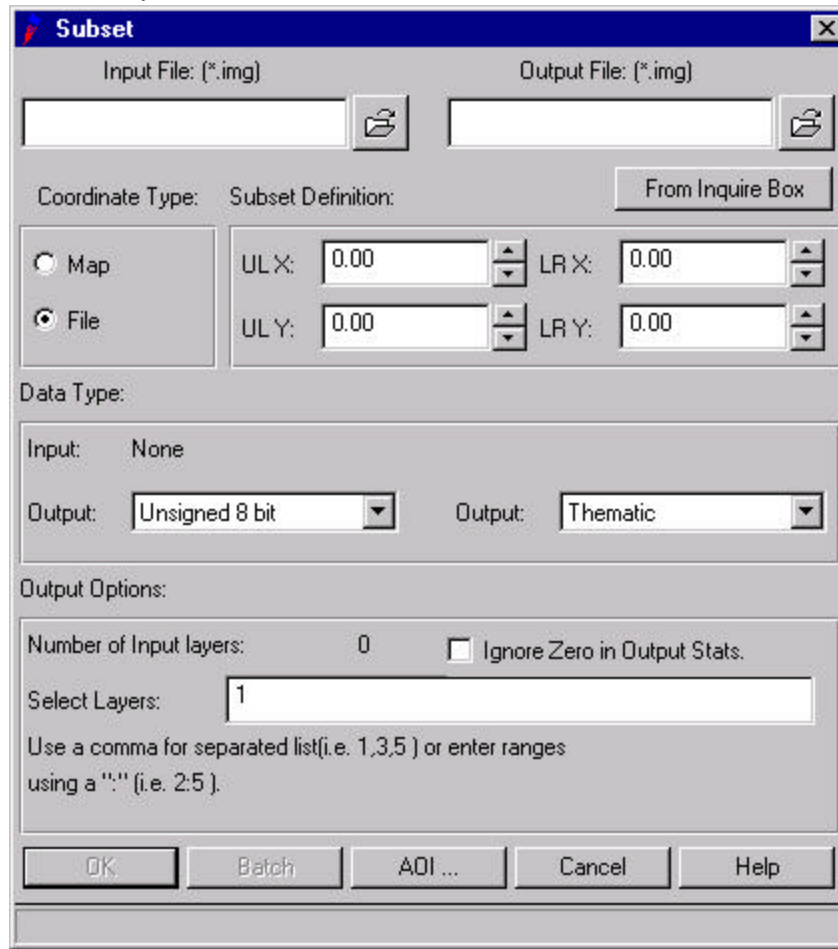 Subset
Input File: (*.img) Output File: (*.img)
From Inquire Box
Coordinate Type: Subset Definition:
Map UL X: 0.00 LR X: 0.00
File UL Y: 0.00 LR Y: 0.00
Data Type:
Input: None
Output: Unsigned 8 bit Output: Thematic
Output Options:
Number of Input layers: 0 Ignore Zero in Output Stats.
Select Layers: 1
Use a comma for separated list(i.e. 1,3,5 ) or enter ranges
using a ":" (i.e. 2:5 ).
OK Batch AOI ... Cancel Help